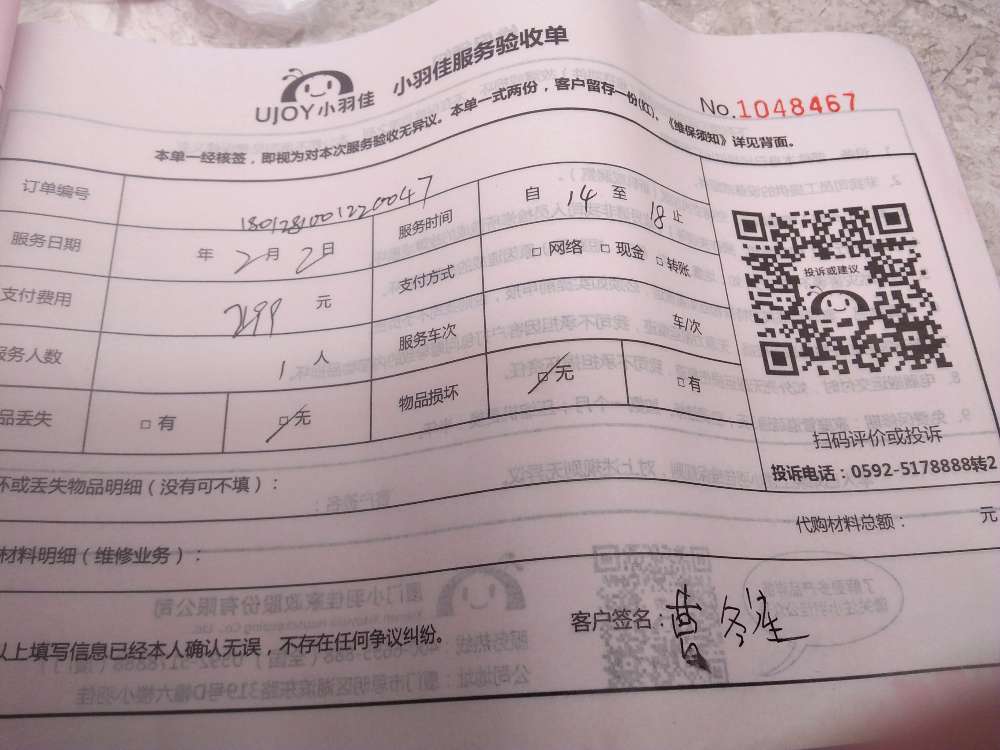 UJOY小羽佳 小羽佳服务验收单
No.1048467
本单一经核签，即视为对本次服务验收无异议。本单一式两份，客户留存一份(红)。《维保须知》详见背面。
订单编号 1801281001220047 服务时间 自 14 至 18 止
服务日期 年 2 月 2 日 支付方式 □ 网络 □ 现金 □ 转账
支付费用 299 元 服务车次 车/次
服务人数 1 人 物品损坏 □ 无 □ 有
品丢失 □ 有 □ 无
投诉或建议
扫码评价或投诉
投诉电话：0592-5178888转2
坏或丢失物品明细（没有可不填）：
代购材料总额： 元
材料明细（维修业务）：
以上填写信息已经本人确认无误，不存在任何争议纠纷。 客户签名：